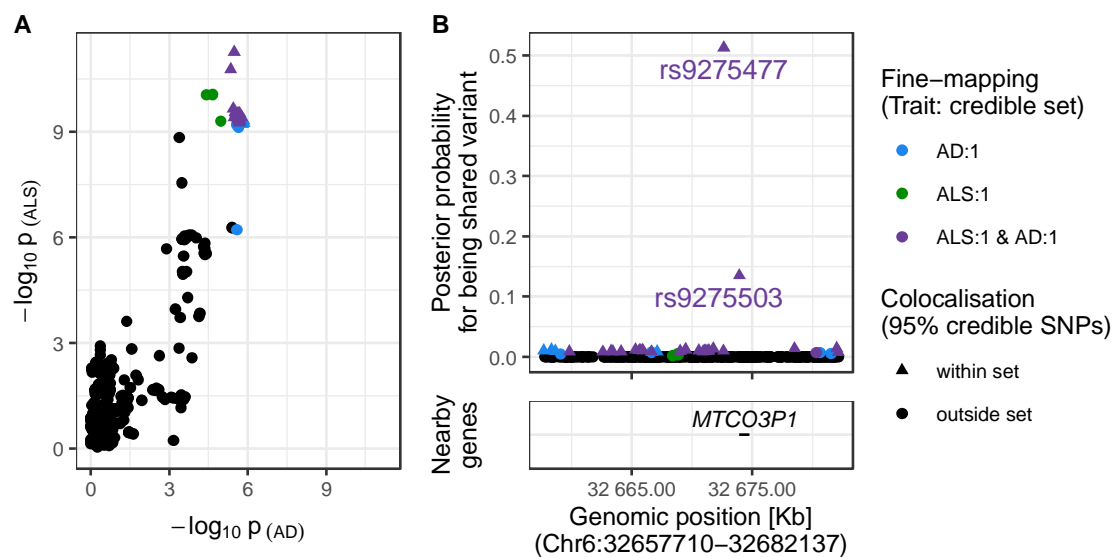 A
−log10 p (ALS)
9
6
3
0
0 3 6 9
−log10 p (AD)
B
Posterior probability
for being shared variant
0.5
0.4
0.3
0.2
0.1
0.0
rs9275477
rs9275503
Nearby
genes
MTCO3P1
32 665.00 32 675.00
Genomic position [Kb]
(Chr6:32657710−32682137)
Fine−mapping
(Trait: credible set)
AD:1
ALS:1
ALS:1 & AD:1
Colocalisation
(95% credible SNPs)
within set
outside set